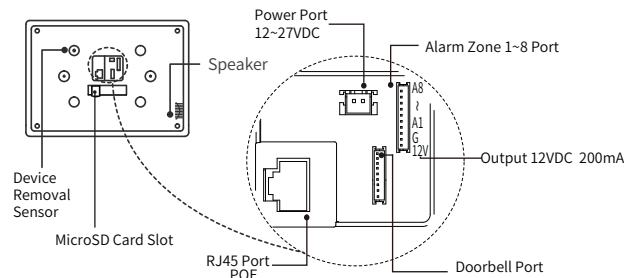 Power Port
12~27VDC
Alarm Zone 1~8 Port
Speaker
A8
~
A1
G
12V
Output 12VDC 200mA
Device
Removal
Sensor
MicroSD Card Slot
RJ45 Port
POE
Doorbell Port